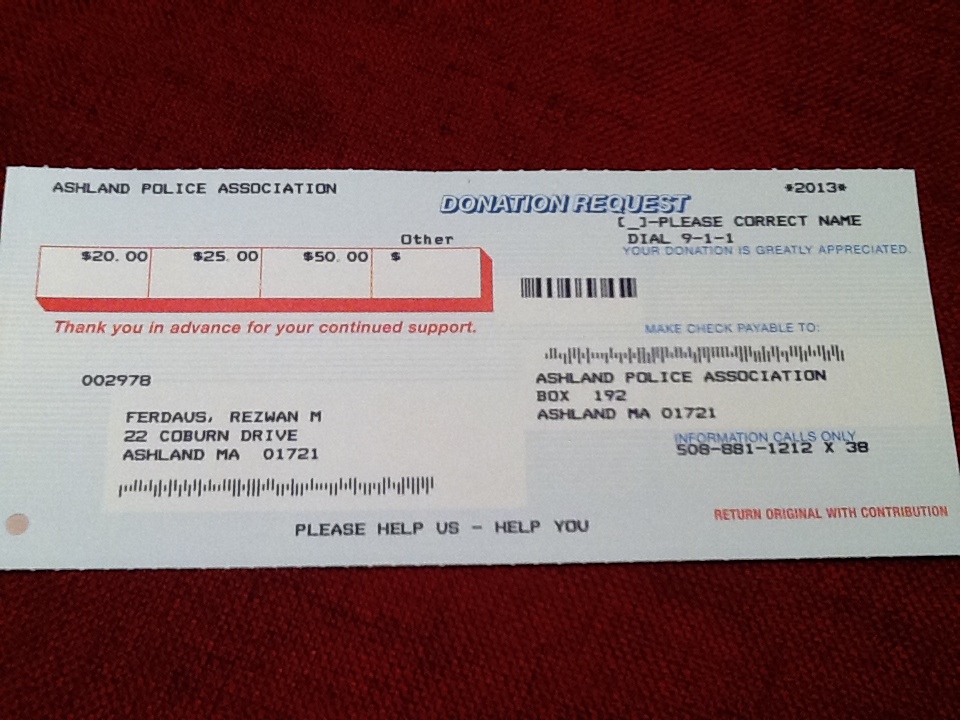 ASHLAND POLICE ASSOCIATION
*2013*
DONATION REQUEST
[_]-PLEASE CORRECT NAME
DIAL 9-1-1
YOUR DONATION IS GREATLY APPRECIATED.
Other
$20.00 $25.00 $50.00 $
Thank you in advance for your continued support.
MAKE CHECK PAYABLE TO:
ASHLAND POLICE ASSOCIATION
BOX 192
ASHLAND MA 01721
002978
FERDAUS, REZWAN M
22 COBURN DRIVE
ASHLAND MA 01721
INFORMATION CALLS ONLY
508-881-1212 X 38
RETURN ORIGINAL WITH CONTRIBUTION
PLEASE HELP US - HELP YOU